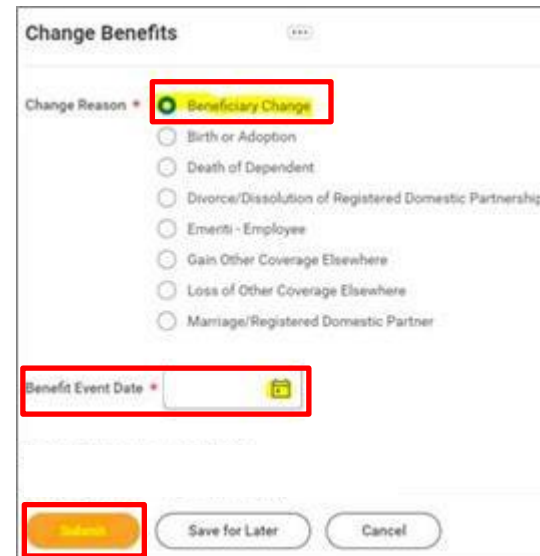 Change Benefits
Change Reason *
Beneficiary Change
Birth or Adoption
Death of Dependent
Divorce/Dissolution of Registered Domestic Partnership
Emeriti - Employee
Gain Other Coverage Elsewhere
Loss of Other Coverage Elsewhere
Marriage/Registered Domestic Partner
Benefit Event Date *
Submit Save for Later Cancel